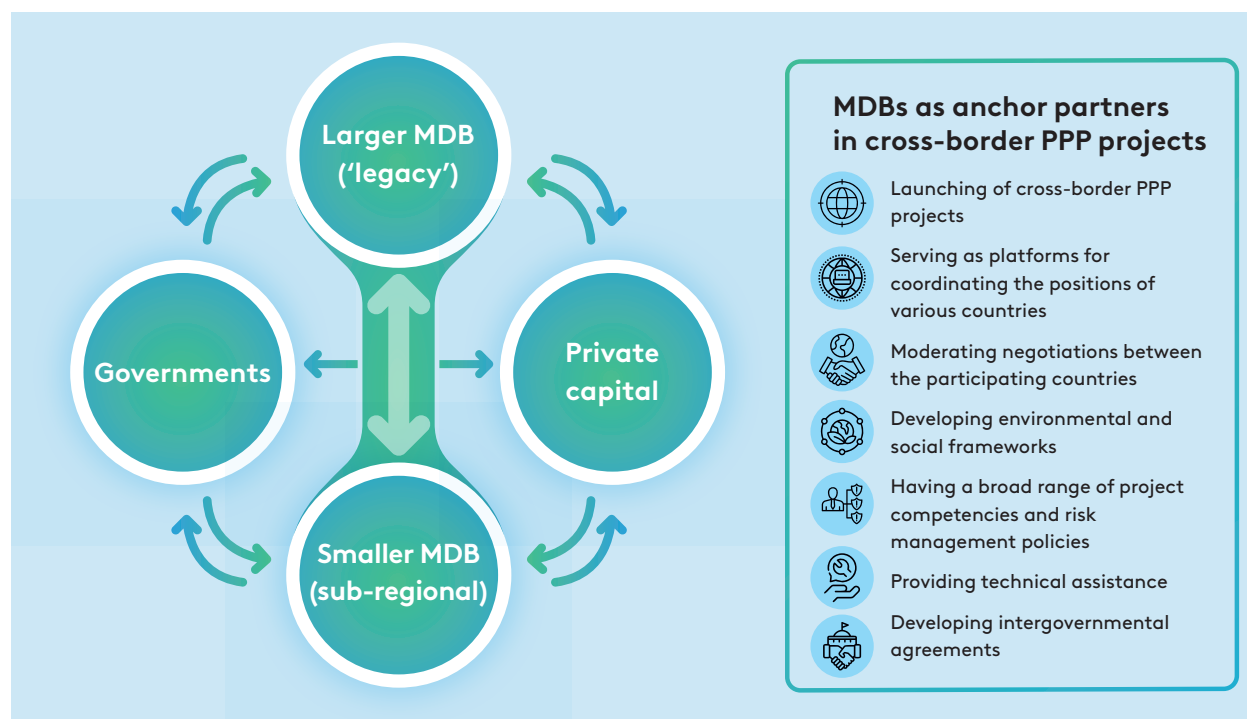 Larger MDB
(‘legacy’)
Governments
Private
capital
Smaller MDB
(sub-regional)
MDBs as anchor partners
in cross-border PPP projects
Launching of cross-border PPP
projects
Serving as platforms for
coordinating the positions of
various countries
Moderating negotiations between
the participating countries
Developing environmental and
social frameworks
Having a broad range of project
competencies and risk
management policies
Providing technical assistance
Developing intergovernmental
agreements